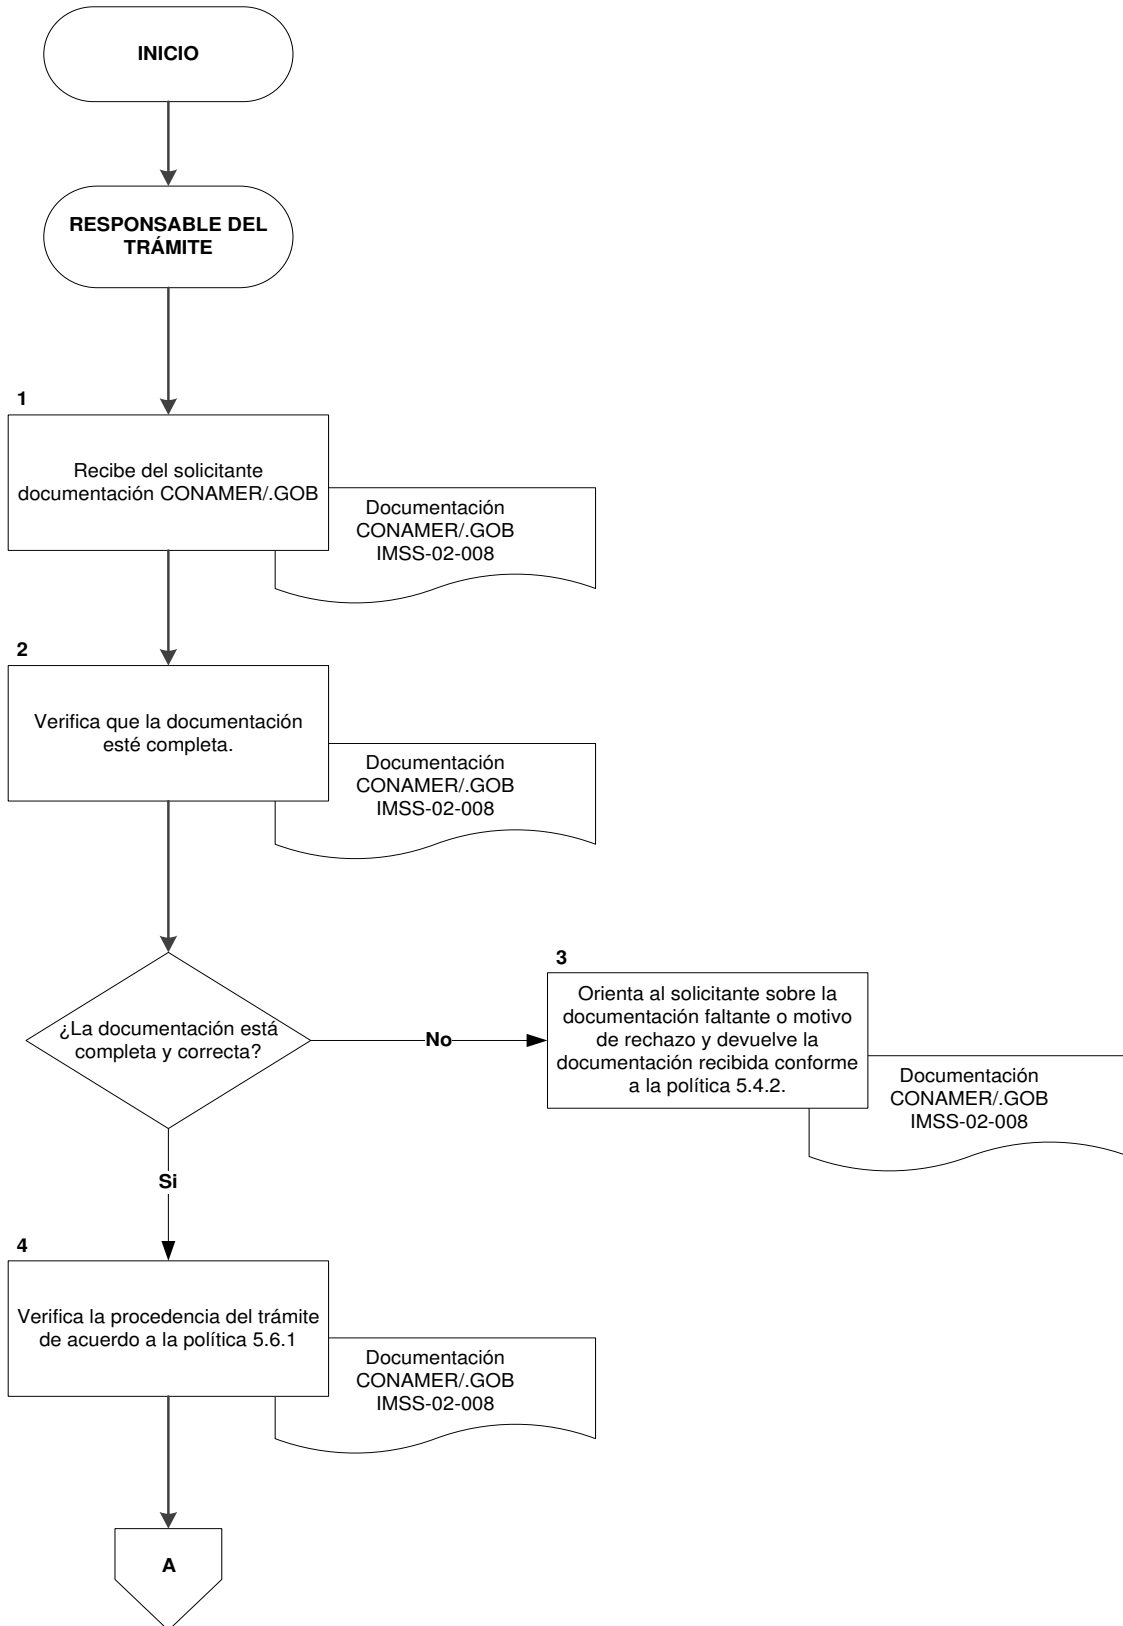 INICIO
RESPONSABLE DEL
TRÁMITE
1
Recibe del solicitante
documentación CONAMER/.GOB
Documentación
CONAMER/.GOB
IMSS-02-008
2
Verifica que la documentación
esté completa.
Documentación
CONAMER/.GOB
IMSS-02-008
¿La documentación está
completa y correcta?
No
3
Orienta al solicitante sobre la
documentación faltante o motivo
de rechazo y devuelve la
documentación recibida conforme
a la política 5.4.2.
Documentación
CONAMER/.GOB
IMSS-02-008
Si
4
Verifica la procedencia del trámite
de acuerdo a la política 5.6.1
Documentación
CONAMER/.GOB
IMSS-02-008
A